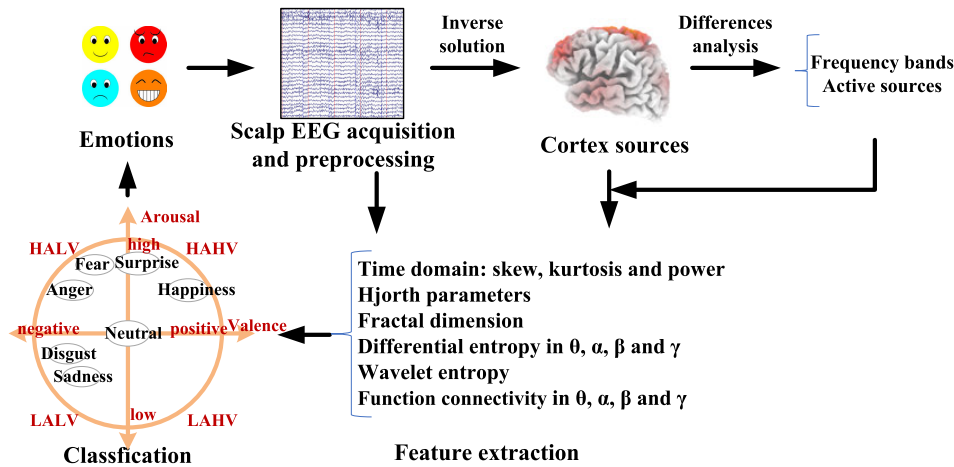 Inverse
solution
Differences
analysis
Frequency bands
Active sources
Emotions
Scalp EEG acquisition
and preprocessing
Cortex sources
Arousal
HALV
high
HAHV
Fear
Surprise
Anger
Happiness
negative
Neutral
positive
Valence
Disgust
Sadness
LALV
low
LAHV
Classfication
Time domain: skew, kurtosis and power
Hjorth parameters
Fractal dimension
Differential entropy in θ, α, β and γ
Wavelet entropy
Function connectivity in θ, α, β and γ
Feature extraction